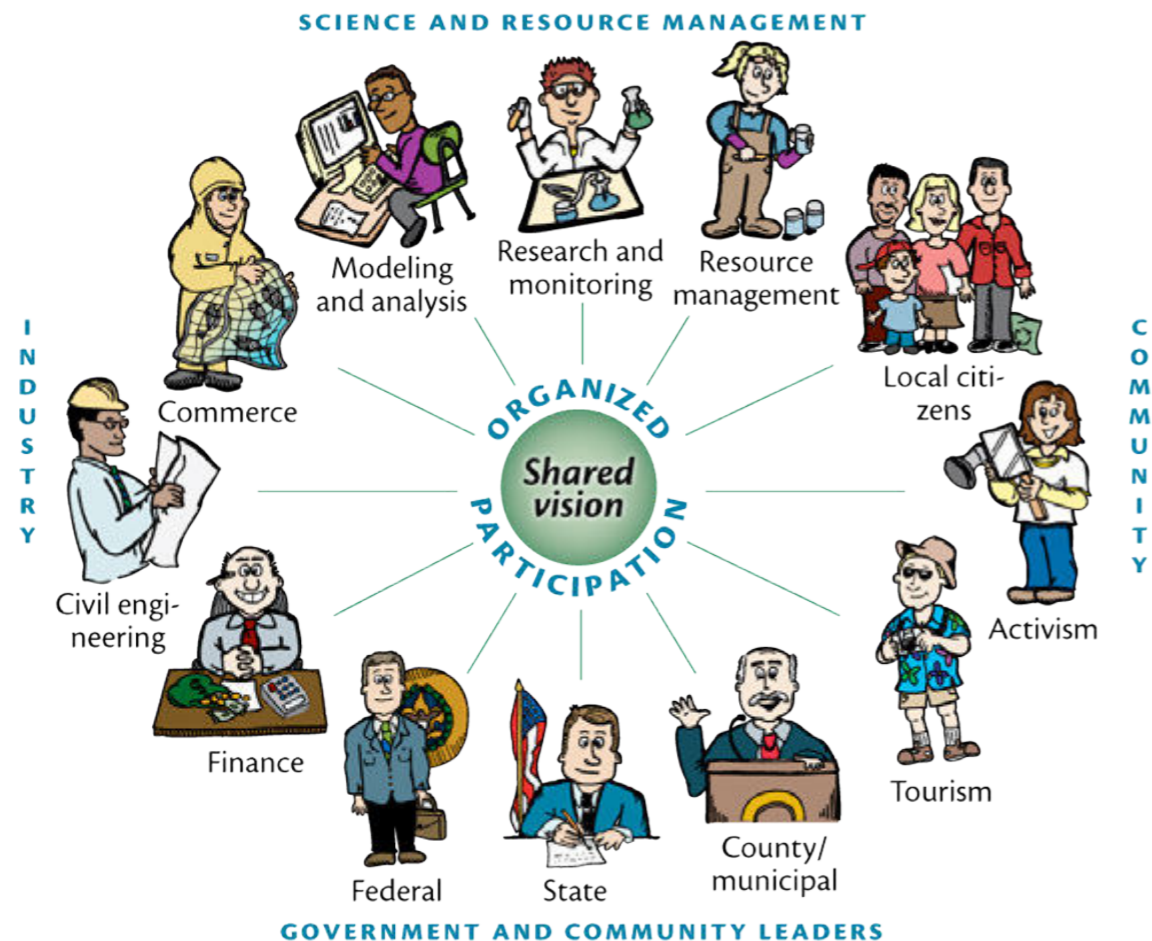 SCIENCE AND RESOURCE MANAGEMENT
Modeling
and analysis
Research and
monitoring
Resource
management
Commerce
Local citi-
zens
INDUSTRY
COMMUNITY
ORGANIZED
Shared
vision
PARTICIPATION
Civil engi-
neering
Activism
Finance
Tourism
Federal
State
County/
municipal
GOVERNMENT AND COMMUNITY LEADERS